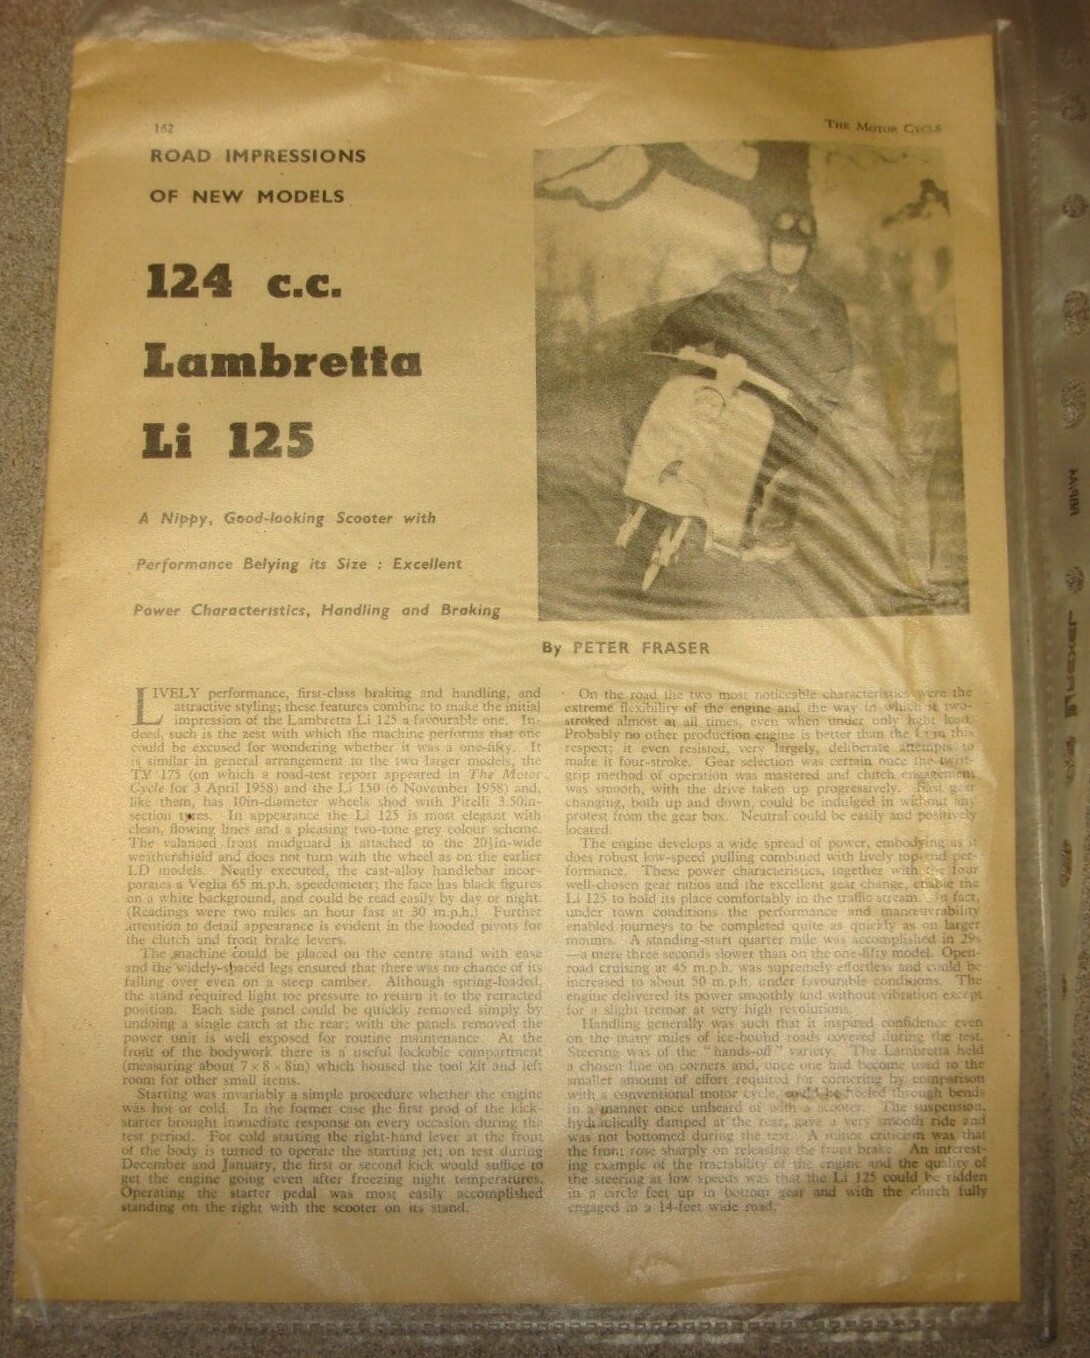 162
THE MOTOR CYCLE
ROAD IMPRESSIONS
OF NEW MODELS
124 c.c.
Lambretta
Li 125
A Nippy, Good-looking Scooter with
Performance Belying its Size : Excellent
Power Characteristics, Handling and Braking
By PETER FRASER
LIVELY performance, first-class braking and handling, and
attractive styling; these features combine to make the initial
impression of the Lambretta Li 125 a favourable one. In-
deed, such is the zest with which the machine performs that one
could be excused for wondering whether it was a one-fifty. It
is similar in general arrangement to the two larger models, the
TV 175 (on which a road-test report appeared in The Motor
Cycle for 3 April 1958) and the Li 150 (6 November 1958) and,
like them, has 10in-diameter wheels shod with Pirelli 3.50in-
section tyres. In appearance the Li 125 is most elegant with
clean, flowing lines and a pleasing two-tone grey colour scheme.
The valanced front mudguard is attached to the 20½in-wide
weathershield and does not turn with the wheel as on the earlier
LD models. Neatly executed, the cast-alloy handlebar incor-
porates a Veglia 65 m.p.h. speedometer; the face has black figures
on a white background, and could be read easily by day or night.
(Readings were two miles an hour fast at 30 m.p.h.) Further
attention to detail appearance is evident in the hooded pivots for
the clutch and front brake levers.
The machine could be placed on the centre stand with ease
and the widely-spaced legs ensured that there was no chance of its
falling over even on a steep camber. Although spring-loaded,
the stand required light toe pressure to return it to the retracted
position. Each side panel could be quickly removed simply by
undoing a single catch at the rear; with the panels removed the
power unit is well exposed for routine maintenance. At the
front of the bodywork there is a useful lockable compartment
(measuring about 7 × 8 × 8in) which housed the tool kit and left
room for other small items.
Starting was invariably a simple procedure whether the engine
was hot or cold. In the former case the first prod of the kick-
starter brought immediate response on every occasion during the
test period. For cold starting the right-hand lever at the front
of the body is turned to operate the starting jet; on test during
December and January, the first or second kick would suffice to
get the engine going even after freezing night temperatures.
Operating the starter pedal was most easily accomplished
standing on the right with the scooter on its stand.
On the road the two most noticeable characteristics were the
extreme flexibility of the engine and the way in which it two-
stroked almost at all times, even when under only light load.
Probably no other production engine is better than the Li in this
respect; it even resisted, very largely, deliberate attempts to
make it four-stroke. Gear selection was certain once the twist-
grip method of operation was mastered and clutch engagement
was smooth, with the drive taken up progressively. Fast gear
changing, both up and down, could be indulged in without any
protest from the gear box. Neutral could be easily and positively
located.
The engine develops a wide spread of power, embodying as it
does robust low-speed pulling combined with lively top-end per-
formance. These power characteristics, together with the four
well-chosen gear ratios and the excellent gear change, enable the
Li 125 to hold its place comfortably in the traffic stream. In fact,
under town conditions the performance and manœuvrability
enabled journeys to be completed quite as quickly as on larger
mounts. A standing-start quarter mile was accomplished in 29s
—a mere three seconds slower than on the one-fifty model. Open-
road cruising at 45 m.p.h. was supremely effortless and could be
increased to about 50 m.p.h. under favourable conditions. The
engine delivered its power smoothly and without vibration except
for a slight tremor at very high revolutions.
Handling generally was such that it inspired confidence even
on the many miles of ice-bound roads covered during the test.
Steering was of the "hands-off" variety. The Lambretta held
a chosen line on corners and, once one had become used to the
smaller amount of effort required for cornering by comparison
with a conventional motor cycle, could be heeled through bends
in a manner once unheard of with a scooter. The suspension,
hydraulically damped at the rear, gave a very smooth ride and
was not bottomed during the test. A minor criticism was that
the front rose sharply on releasing the front brake. An interest-
ing example of the tractability of the engine and the quality of
the steering at low speeds was that the Li 125 could be ridden
in a circle feet up in bottom gear and with the clutch fully
engaged in a 14-feet wide road.